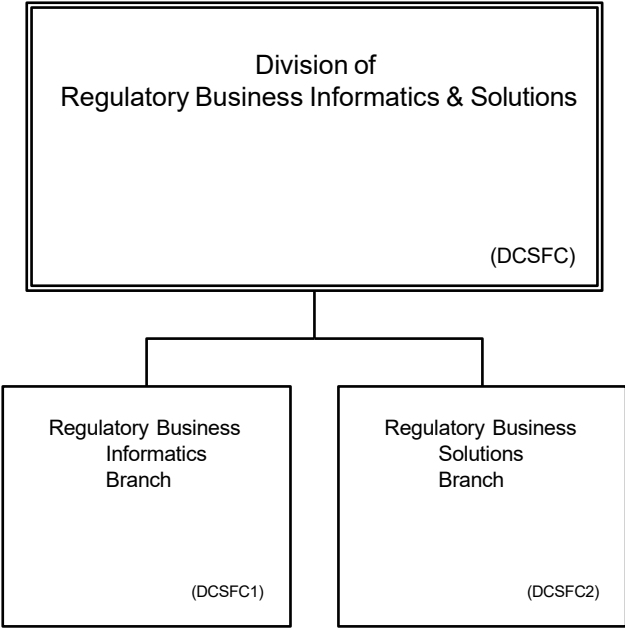 Division of
Regulatory Business Informatics & Solutions
(DCSFC)
Regulatory Business
Informatics
Branch
(DCSFC1)
Regulatory Business
Solutions
Branch
(DCSFC2)